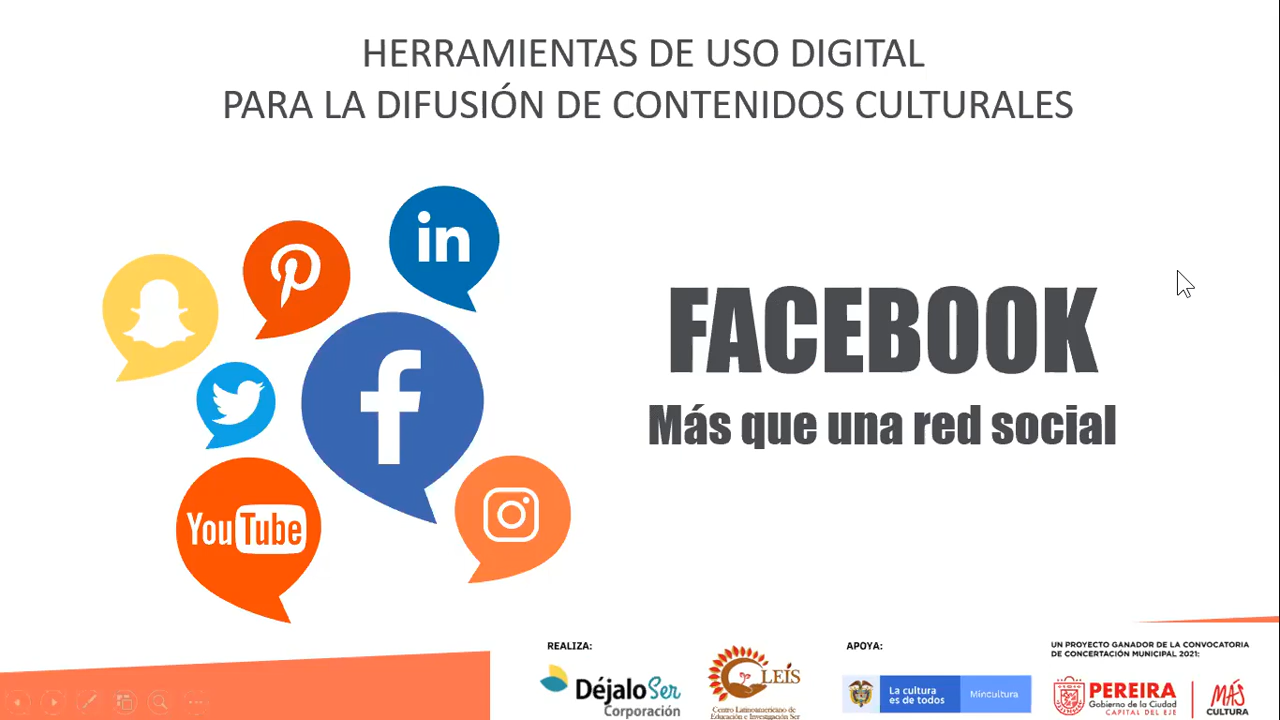 HERRAMIENTAS DE USO DIGITAL
PARA LA DIFUSIÓN DE CONTENIDOS CULTURALES
in
f
YouTube
FACEBOOK
Más que una red social
REALIZA:
DéjaloSer
Corporación
CLEÍS
Centro Latinoamericano de
Educación e Investigación Ser
APOYA:
La cultura
es de todos
Mincultura
UN PROYECTO GANADOR DE LA CONVOCATORIA
DE CONCERTACIÓN MUNICIPAL 2021:
PEREIRA
Gobierno de la Ciudad
CAPITAL DEL EJE
MÁS
CULTURA